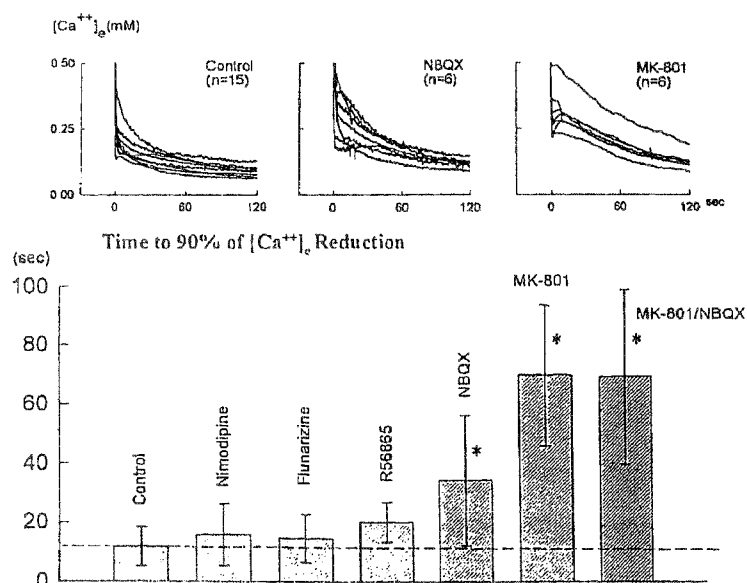 [Ca⁺⁺]e(mM)
0.50
Control
(n=15)
NBQX
(n=6)
MK-801
(n=6)
0.25
0.00
0
60
120
0
60
120
0
60
120
sec
Time to 90% of [Ca⁺⁺]e Reduction
(sec)
100
80
60
40
20
0
Control
Nimodipine
Flunarizine
R56865
NBQX
*
MK-801
*
MK-801/NBQX
*